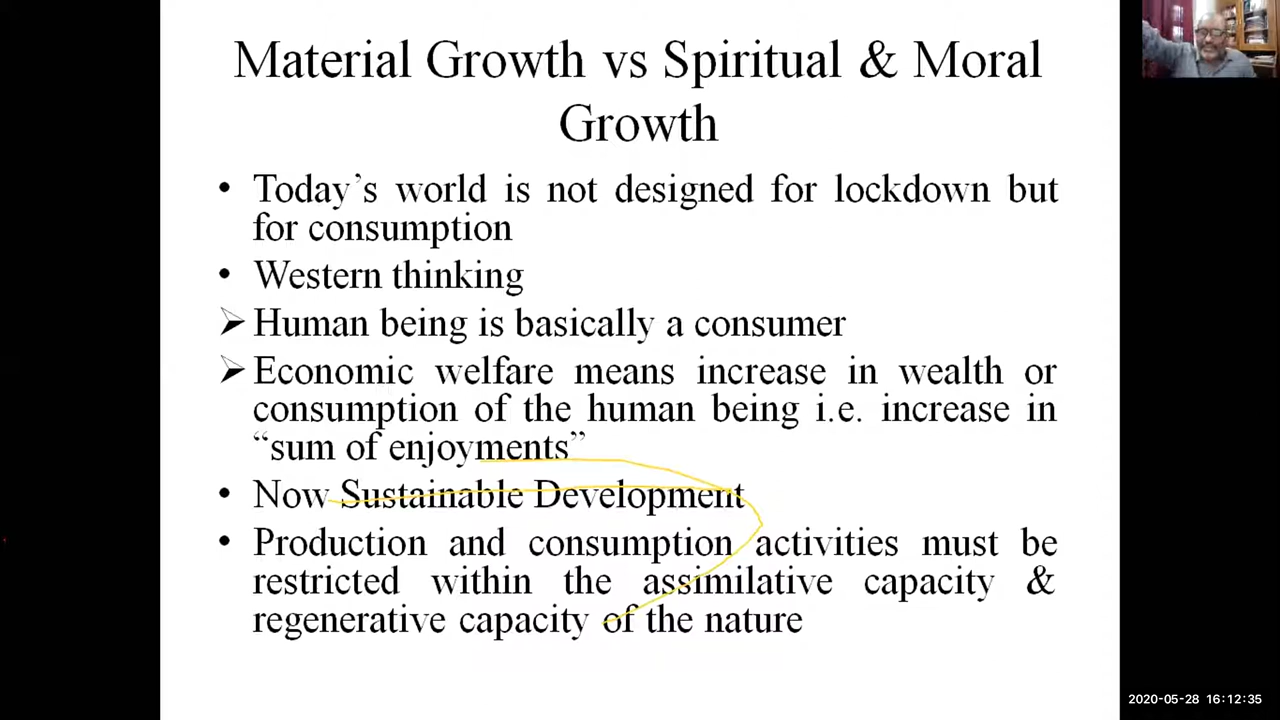 Material Growth vs Spiritual & Moral
Growth
• Today’s world is not designed for lockdown but
for consumption
• Western thinking
➢ Human being is basically a consumer
➢ Economic welfare means increase in wealth or
consumption of the human being i.e. increase in
“sum of enjoyments”
• Now Sustainable Development
• Production and consumption activities must be
restricted within the assimilative capacity &
regenerative capacity of the nature
2020-05-28 16:12:35